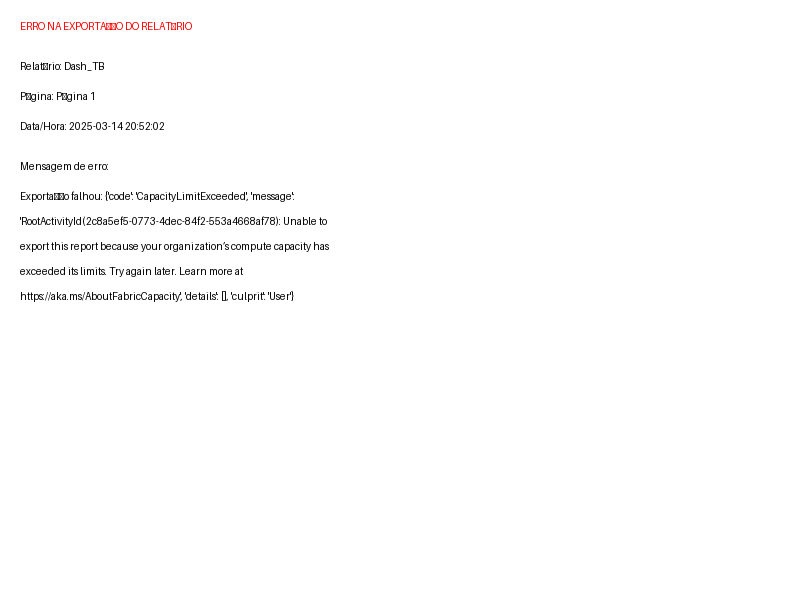 ERRO NA EXPORTA▯▯O DO RELAT▯RIO
Relat▯rio: Dash_TB
P▯gina: P▯gina 1
Data/Hora: 2025-03-14 20:52:02
Mensagem de erro:
Exporta▯▯o falhou: {'code': 'CapacityLimitExceeded', 'message':
'RootActivityId(2c8a5ef5-0773-4dec-84f2-553a4668af78): Unable to
export this report because your organization’s compute capacity has
exceeded its limits. Try again later. Learn more at
https://aka.ms/AboutFabricCapacity', 'details': [], 'culprit': 'User'}